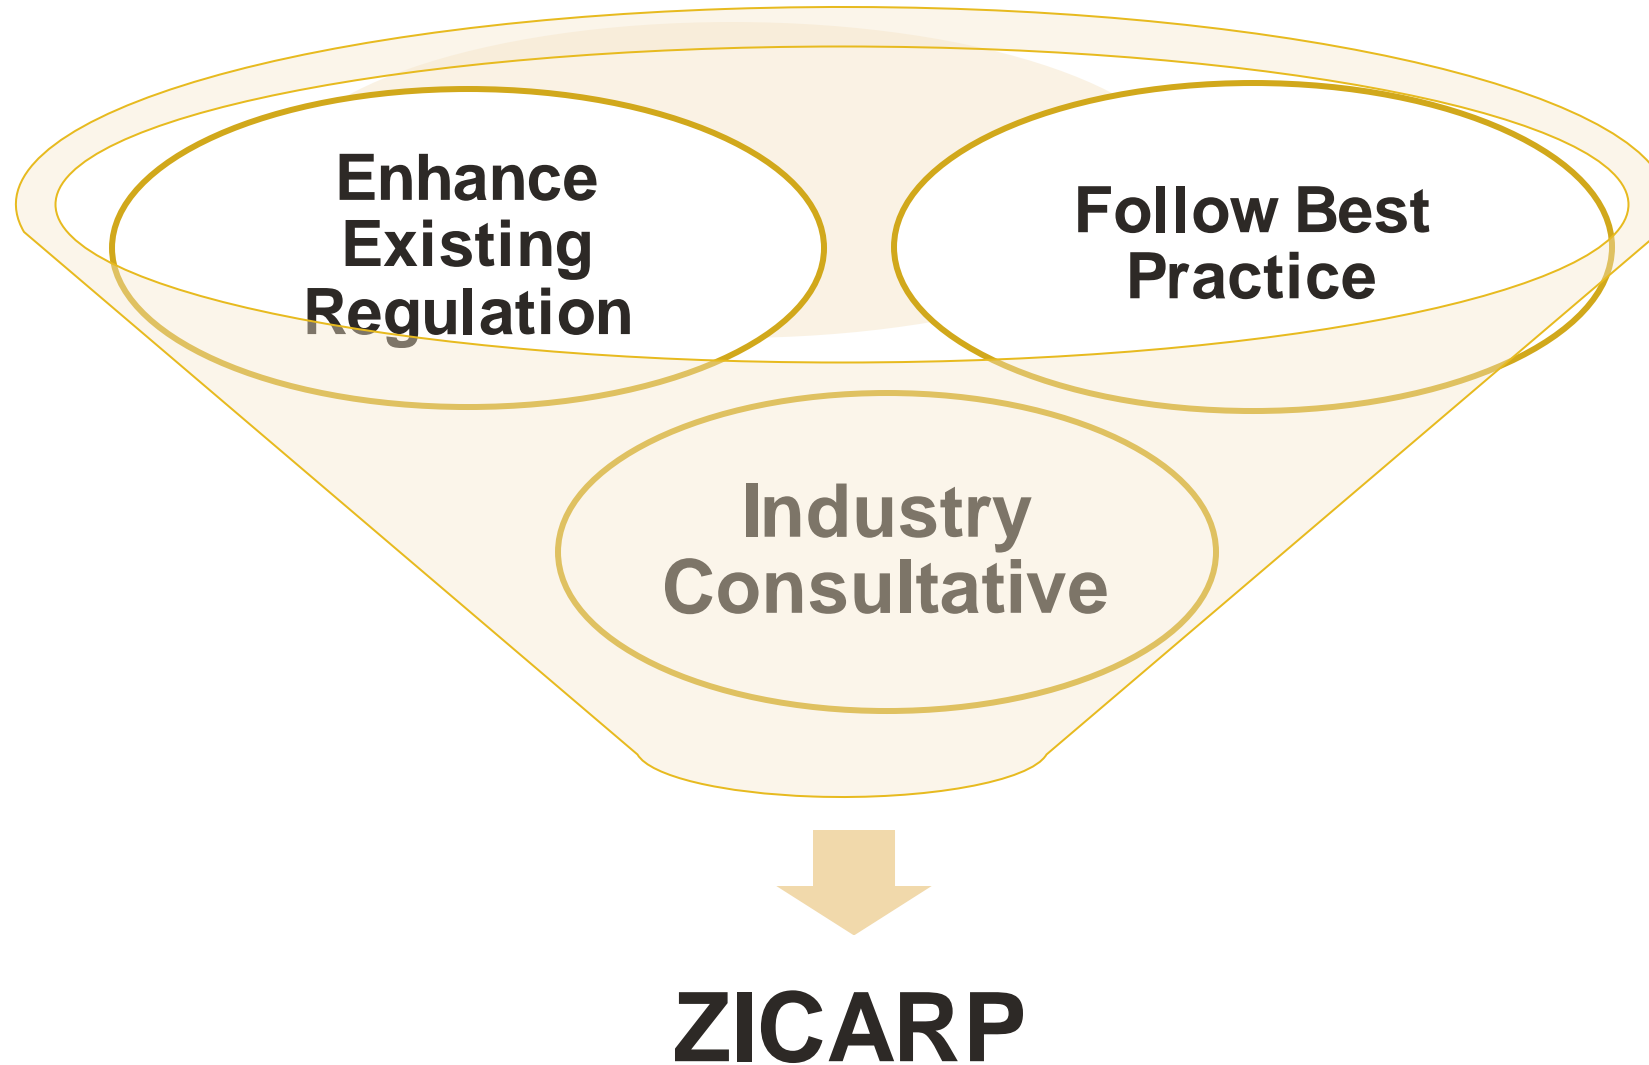 Enhance
Existing
Regulation
Follow Best
Practice
Industry
Consultative
ZICARP